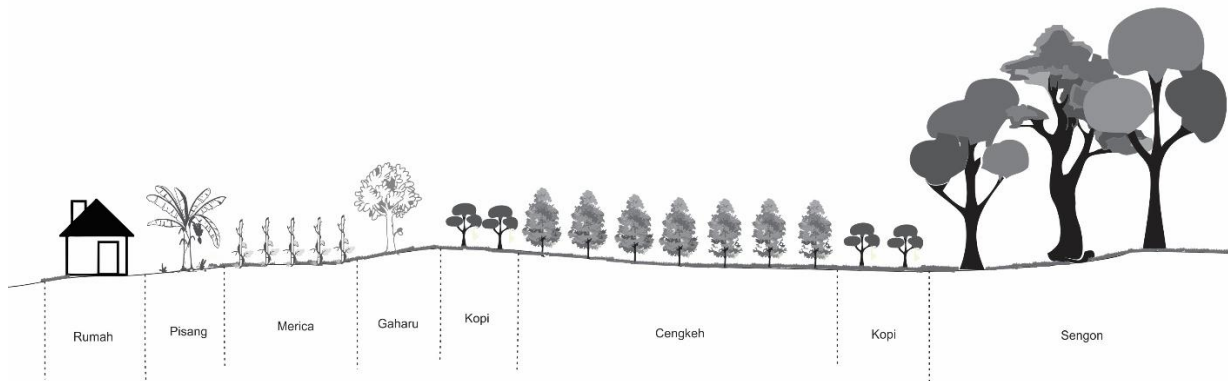 Rumah
Pisang
Merica
Gaharu
Kopi
Cengkeh
Kopi
Sengon